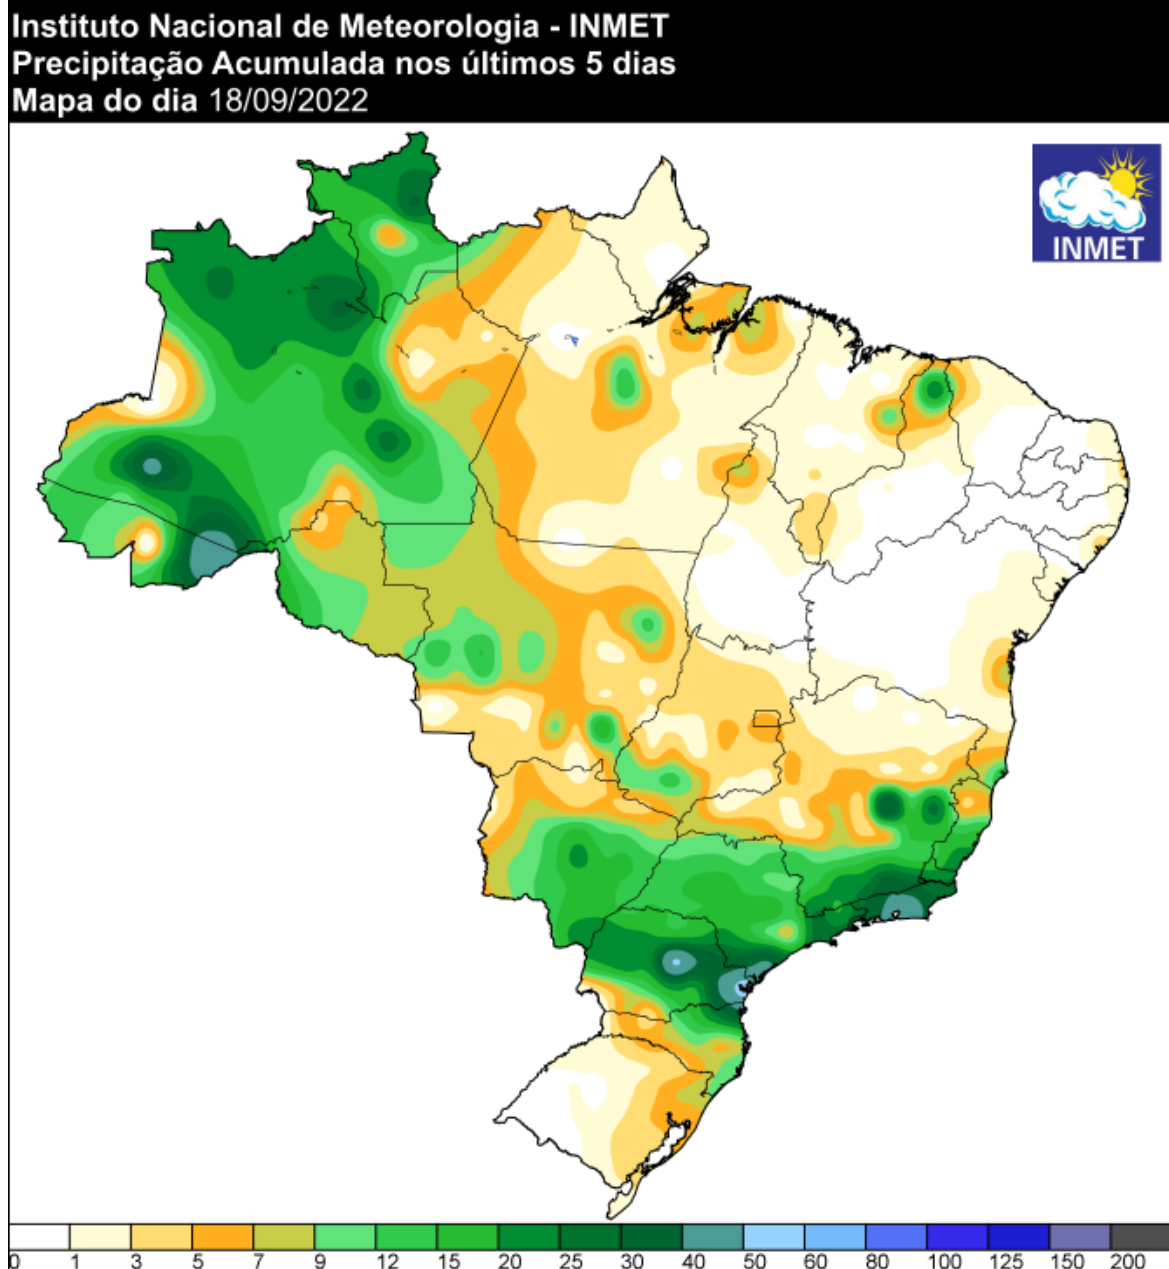 Instituto Nacional de Meteorologia - INMET
Precipitação Acumulada nos últimos 5 dias
Mapa do dia 18/09/2022
INMET
0 1 3 5 7 9 12 15 20 25 30 40 50 60 80 100 125 150 200